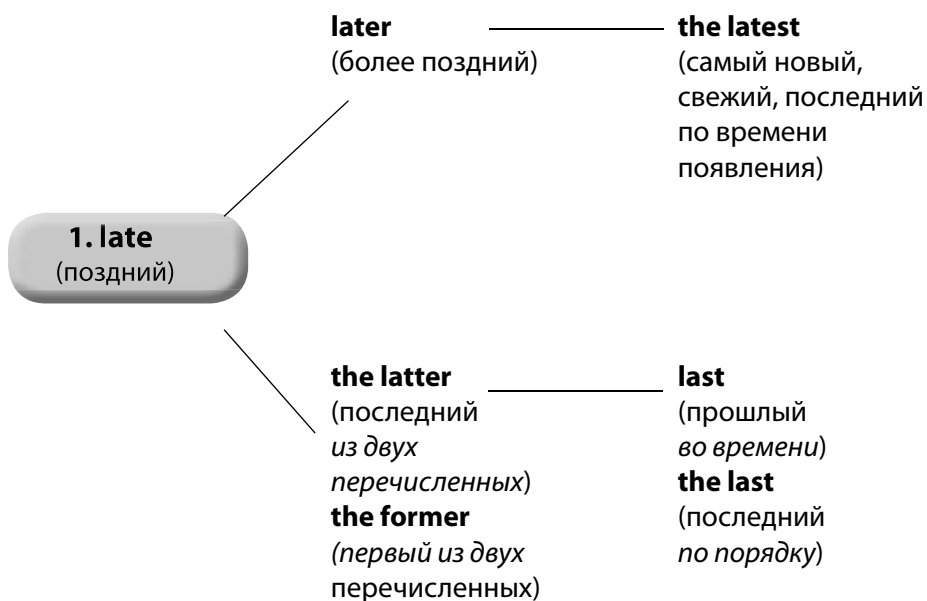 later
(более поздний)
the latest
(самый новый,
свежий, последний
по времени
появления)
1. late
(поздний)
the latter
(последний
из двух
перечисленных)
the former
(первый из двух
перечисленных)
last
(прошлый
во времени)
the last
(последний
по порядку)